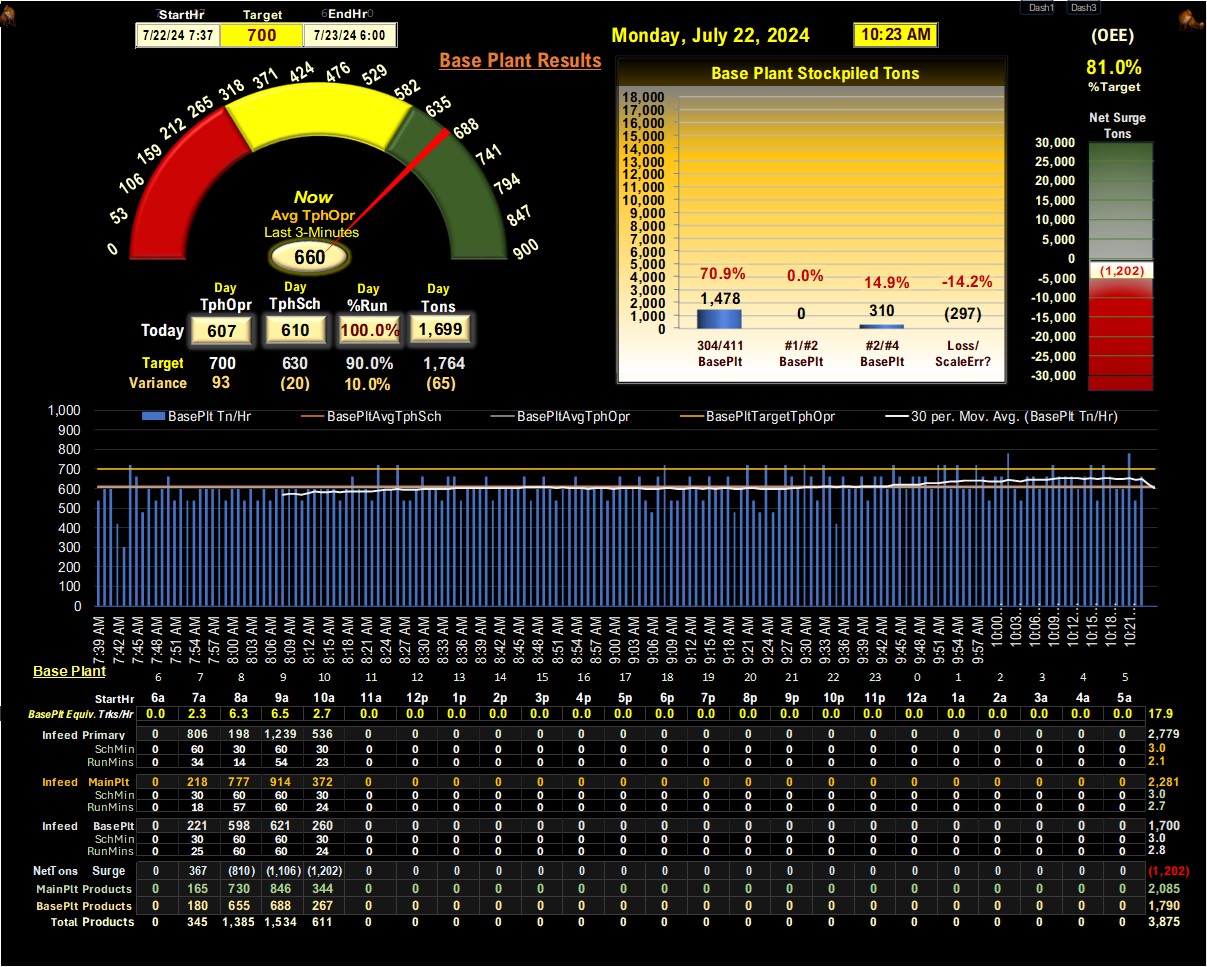 Dash1 Dash3
StartHr Target EndHr
7/22/24 7:37 700 7/23/24 6:00
Monday, July 22, 2024 10:23 AM
(OEE)
81.0%
%Target
Base Plant Results
0 53 106 159 212 265 318 371 424 476 529 582 635 688 741 794 847 900
Now
Avg TphOpr
Last 3-Minutes
660
Day Day Day Day
TphOpr TphSch %Run Tons
Today 607 610 100.0% 1,699
Target 700 630 90.0% 1,764
Variance 93 (20) 10.0% (65)
Base Plant Stockpiled Tons
18,000
17,000
16,000
15,000
14,000
13,000
12,000
11,000
10,000
9,000
8,000
7,000
6,000
5,000
4,000
3,000
2,000
1,000
0
70.9% 0.0% 14.9% -14.2%
1,478 0 310 (297)
304/411 #1/#2 #2/#4 Loss/
BasePlt BasePlt BasePlt ScaleErr?
Net Surge
Tons
30,000
25,000
20,000
15,000
10,000
5,000
0
-5,000
-10,000
-15,000
-20,000
-25,000
-30,000
(1,202)
BasePlt Tn/Hr BasePltAvgTphSch BasePltAvgTphOpr BasePltTargetTphOpr 30 per. Mov. Avg. (BasePlt Tn/Hr)
1,000
900
800
700
600
500
400
300
200
100
0
7:39 AM 7:42 AM 7:45 AM 7:48 AM 7:51 AM 7:54 AM 7:57 AM 8:00 AM 8:03 AM 8:06 AM 8:09 AM 8:12 AM 8:15 AM 8:18 AM 8:21 AM 8:24 AM 8:27 AM 8:30 AM 8:33 AM 8:36 AM 8:39 AM 8:42 AM 8:45 AM 8:48 AM 8:51 AM 8:54 AM 8:57 AM 9:00 AM 9:03 AM 9:06 AM 9:09 AM 9:12 AM 9:15 AM 9:18 AM 9:21 AM 9:24 AM 9:27 AM 9:30 AM 9:33 AM 9:36 AM 9:39 AM 9:42 AM 9:45 AM 9:48 AM 9:51 AM 9:54 AM 9:57 AM 10:00... 10:03... 10:06... 10:09... 10:12... 10:15... 10:18... 10:21...
Base Plant
6 7 8 9 10 11 12 13 14 15 16 17 18 19 20 21 22 23 0 1 2 3 4 5
StartHr 6a 7a 8a 9a 10a 11a 12p 1p 2p 3p 4p 5p 6p 7p 8p 9p 10p 11p 12a 1a 2a 3a 4a 5a
BasePlt Equiv. Trks/Hr 0.0 2.3 6.3 6.5 2.7 0.0 0.0 0.0 0.0 0.0 0.0 0.0 0.0 0.0 0.0 0.0 0.0 0.0 0.0 0.0 0.0 0.0 0.0 0.0 17.9
Infeed Primary 0 806 198 1,239 536 0 0 0 0 0 0 0 0 0 0 0 0 0 0 0 0 0 0 0 2,779
SchMin 0 60 30 60 30 0 0 0 0 0 0 0 0 0 0 0 0 0 0 0 0 0 0 0 3.0
RunMins 0 34 14 54 23 0 0 0 0 0 0 0 0 0 0 0 0 0 0 0 0 0 0 0 2.1
Infeed MainPlt 0 218 777 914 372 0 0 0 0 0 0 0 0 0 0 0 0 0 0 0 0 0 0 0 2,281
SchMin 0 30 60 60 30 0 0 0 0 0 0 0 0 0 0 0 0 0 0 0 0 0 0 0 3.0
RunMins 0 18 57 60 24 0 0 0 0 0 0 0 0 0 0 0 0 0 0 0 0 0 0 0 2.7
Infeed BasePlt 0 221 598 621 260 0 0 0 0 0 0 0 0 0 0 0 0 0 0 0 0 0 0 0 1,700
SchMin 0 30 60 60 30 0 0 0 0 0 0 0 0 0 0 0 0 0 0 0 0 0 0 0 3.0
RunMins 0 25 60 60 24 0 0 0 0 0 0 0 0 0 0 0 0 0 0 0 0 0 0 0 2.8
NetTons Surge 0 367 (810) (1,106) (1,202) 0 0 0 0 0 0 0 0 0 0 0 0 0 0 0 0 0 0 0 (1,202)
MainPlt Products 0 165 730 846 344 0 0 0 0 0 0 0 0 0 0 0 0 0 0 0 0 0 0 0 2,085
BasePlt Products 0 180 655 688 267 0 0 0 0 0 0 0 0 0 0 0 0 0 0 0 0 0 0 0 1,790
Total Products 0 345 1,385 1,534 611 0 0 0 0 0 0 0 0 0 0 0 0 0 0 0 0 0 0 0 3,875